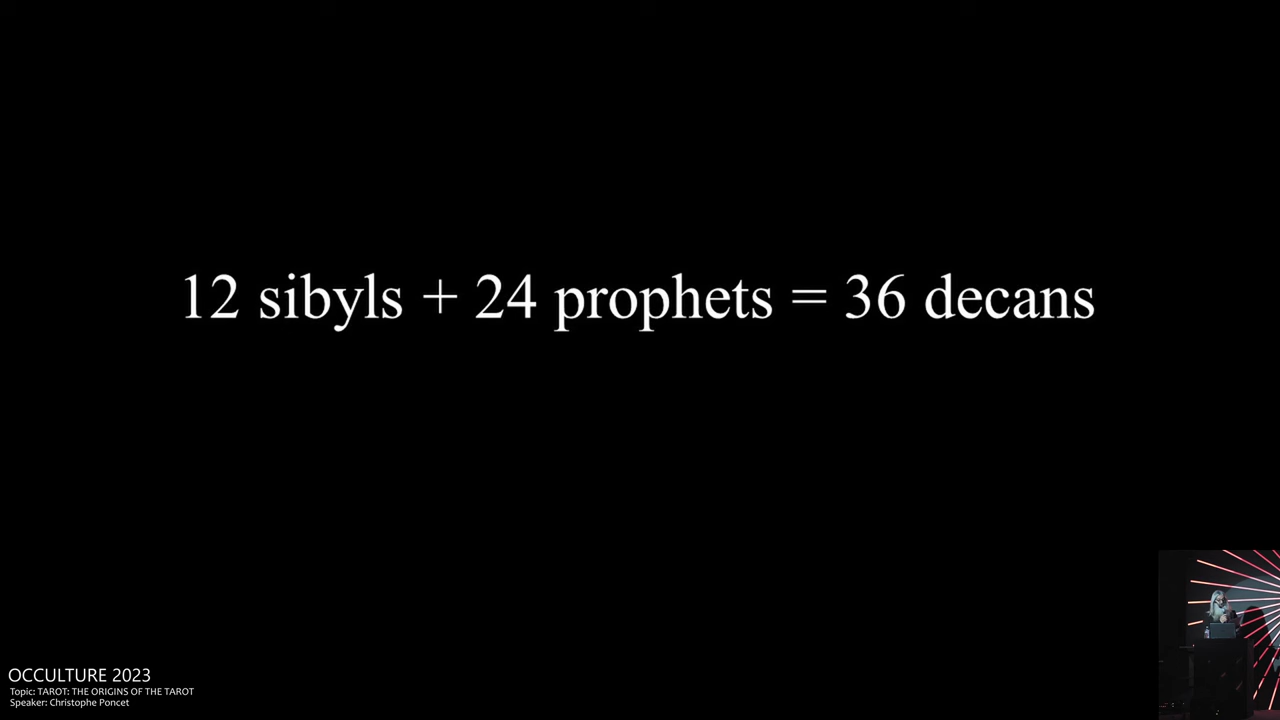 12 sibyls + 24 prophets = 36 decans
OCCULTURE 2023
Topic: TAROT: THE ORIGINS OF THE TAROT
Speaker: Christophe Poncet